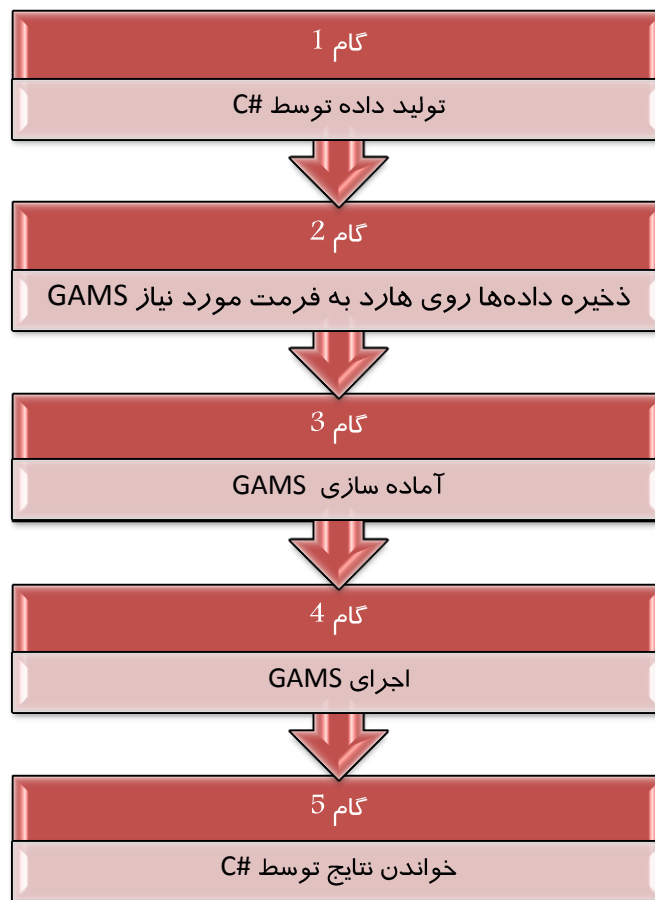 گام 1
تولید داده توسط C#
گام 2
ذخیره داده‌ها روی هارد به فرمت مورد نیاز GAMS
گام 3
آماده سازی GAMS
گام 4
اجرای GAMS
گام 5
خواندن نتایج توسط C#